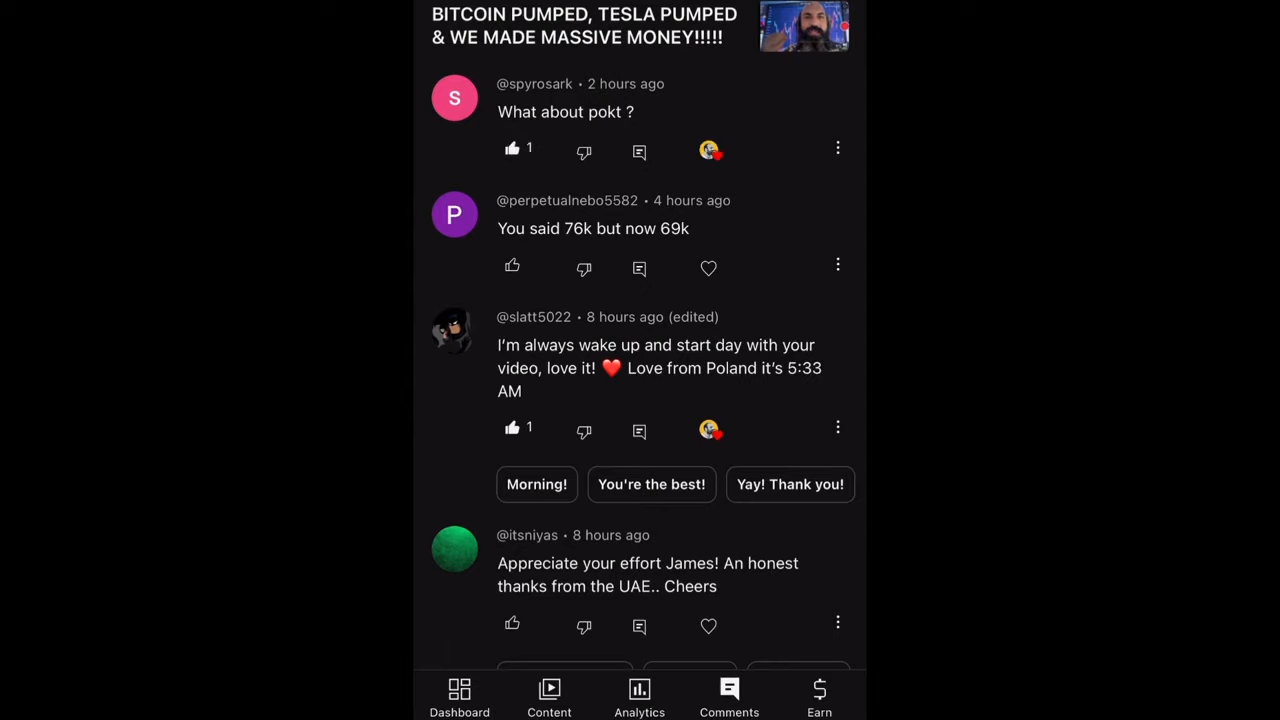 BITCOIN PUMPED, TESLA PUMPED
& WE MADE MASSIVE MONEY!!!!!
@spyrosark • 2 hours ago
S
What about pokt ?
1
@perpetualnebo5582 • 4 hours ago
P
You said 76k but now 69k
@slatt5022 • 8 hours ago (edited)
I’m always wake up and start day with your
video, love it! ❤️ Love from Poland it’s 5:33
AM
1
Morning! You're the best! Yay! Thank you!
@itsniyas • 8 hours ago
Appreciate your effort James! An honest
thanks from the UAE.. Cheers
Dashboard Content Analytics Comments Earn